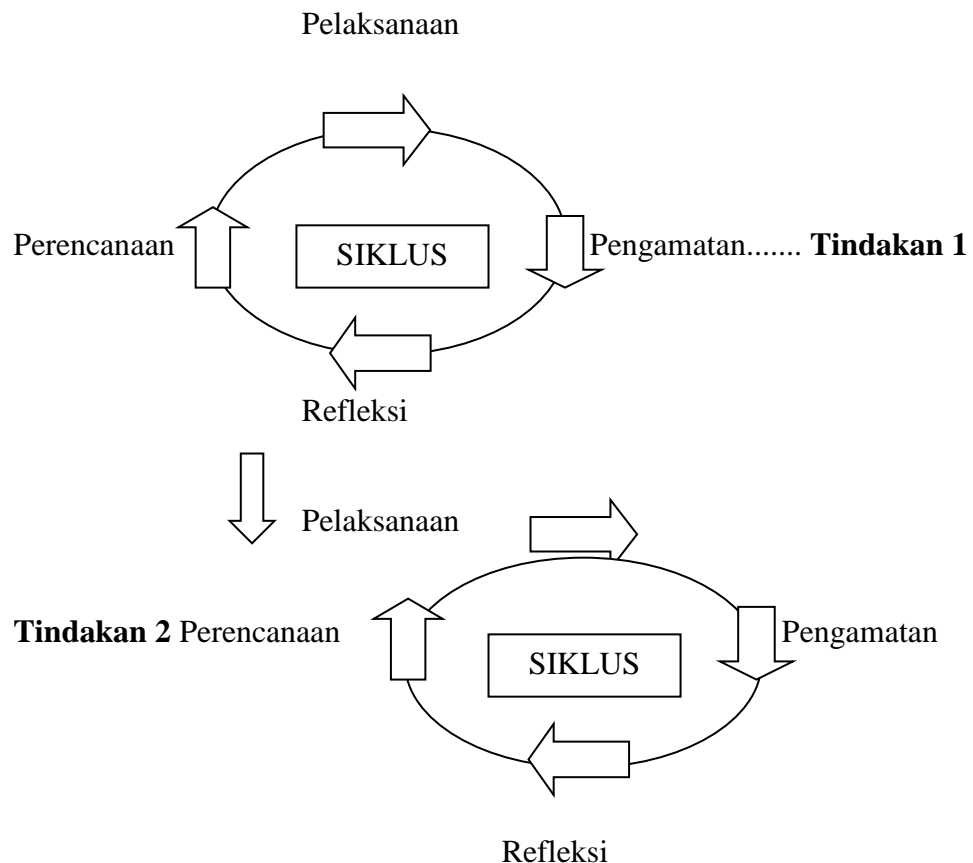 Pelaksanaan
Perencanaan
SIKLUS
Pengamatan....... Tindakan 1
Refleksi
Pelaksanaan
Tindakan 2 Perencanaan
Pengamatan
SIKLUS
Refleksi